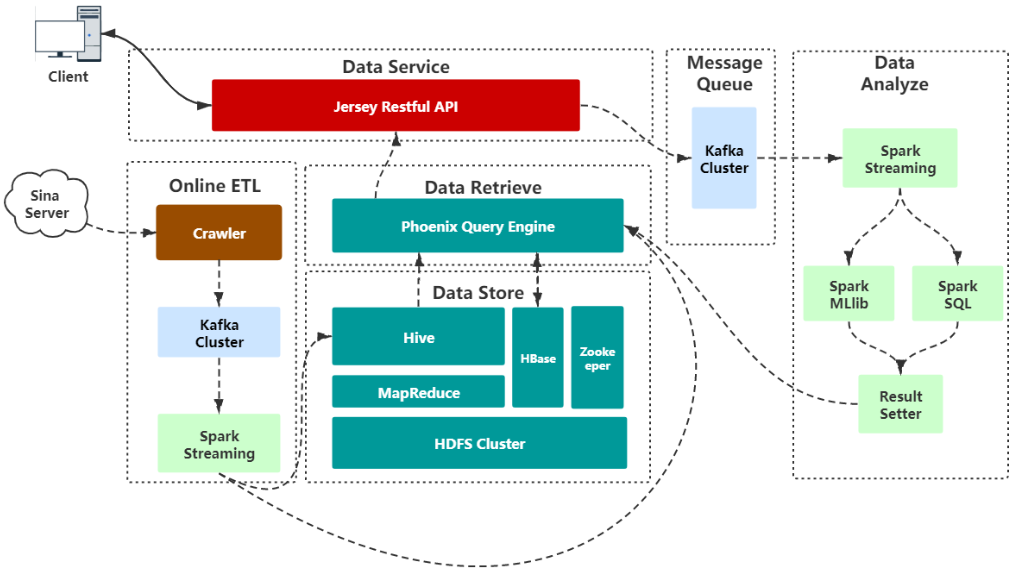 Client
Data Service
Jersey Restful API
Message
Queue
Kafka
Cluster
Data
Analyze
Spark
Streaming
Spark
MLlib
Spark
SQL
Result
Setter
Sina
Server
Online ETL
Crawler
Kafka
Cluster
Spark
Streaming
Data Retrieve
Phoenix Query Engine
Data Store
Hive
MapReduce
HBase
Zooke
eper
HDFS Cluster